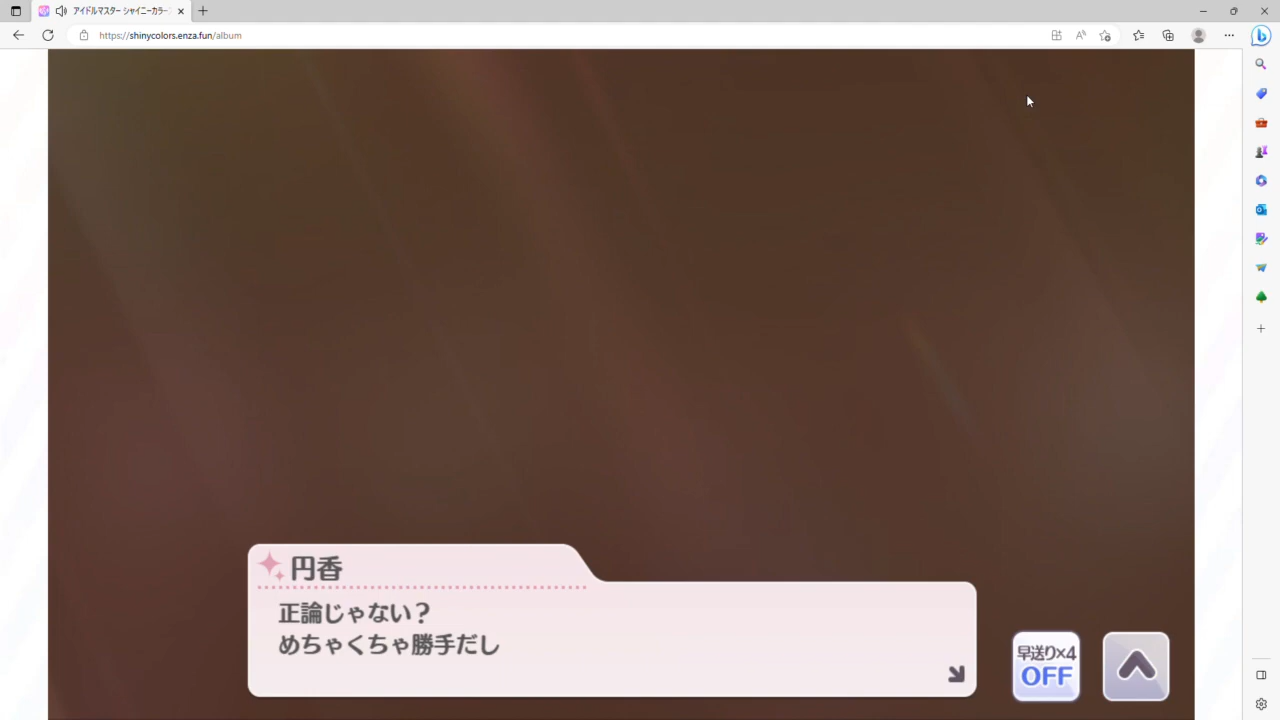 アイドルマスター シャイニーカラー
https://shinycolors.enza.fun/album
円香
正論じゃない？
めちゃくちゃ勝手だし
早送り×4
OFF